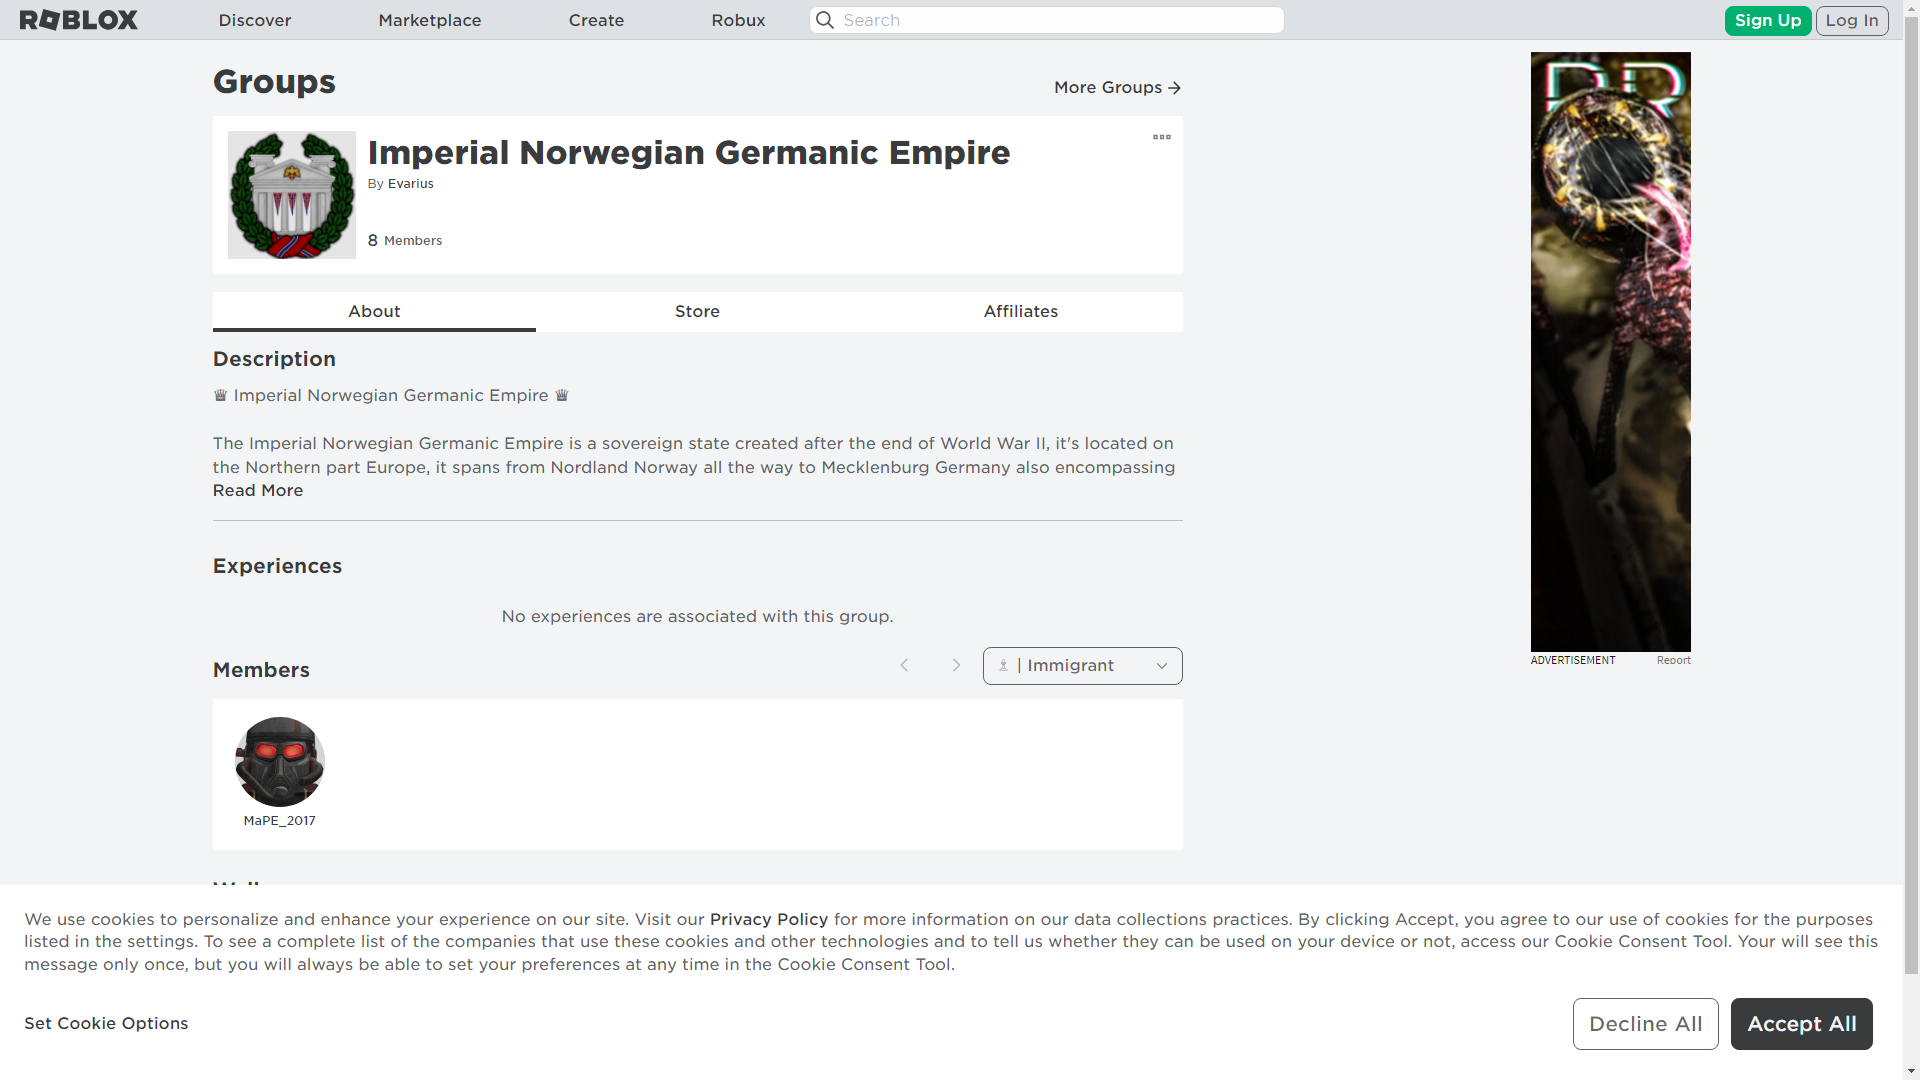 ROBLOX
Discover
Marketplace
Create
Robux
Search
Sign Up
Log In
Groups
More Groups
Imperial Norwegian Germanic Empire
By Evarius
8 Members
About
Store
Affiliates
Description
♛ Imperial Norwegian Germanic Empire ♛
The Imperial Norwegian Germanic Empire is a sovereign state created after the end of World War II, it's located on
the Northern part Europe, it spans from Nordland Norway all the way to Mecklenburg Germany also encompassing
Read More
Experiences
No experiences are associated with this group.
Members
♗ | Immigrant
MaPE_2017
ADVERTISEMENT
Report
We use cookies to personalize and enhance your experience on our site. Visit our Privacy Policy for more information on our data collections practices. By clicking Accept, you agree to our use of cookies for the purposes
listed in the settings. To see a complete list of the companies that use these cookies and other technologies and to tell us whether they can be used on your device or not, access our Cookie Consent Tool. Your will see this
message only once, but you will always be able to set your preferences at any time in the Cookie Consent Tool.
Set Cookie Options
Decline All
Accept All